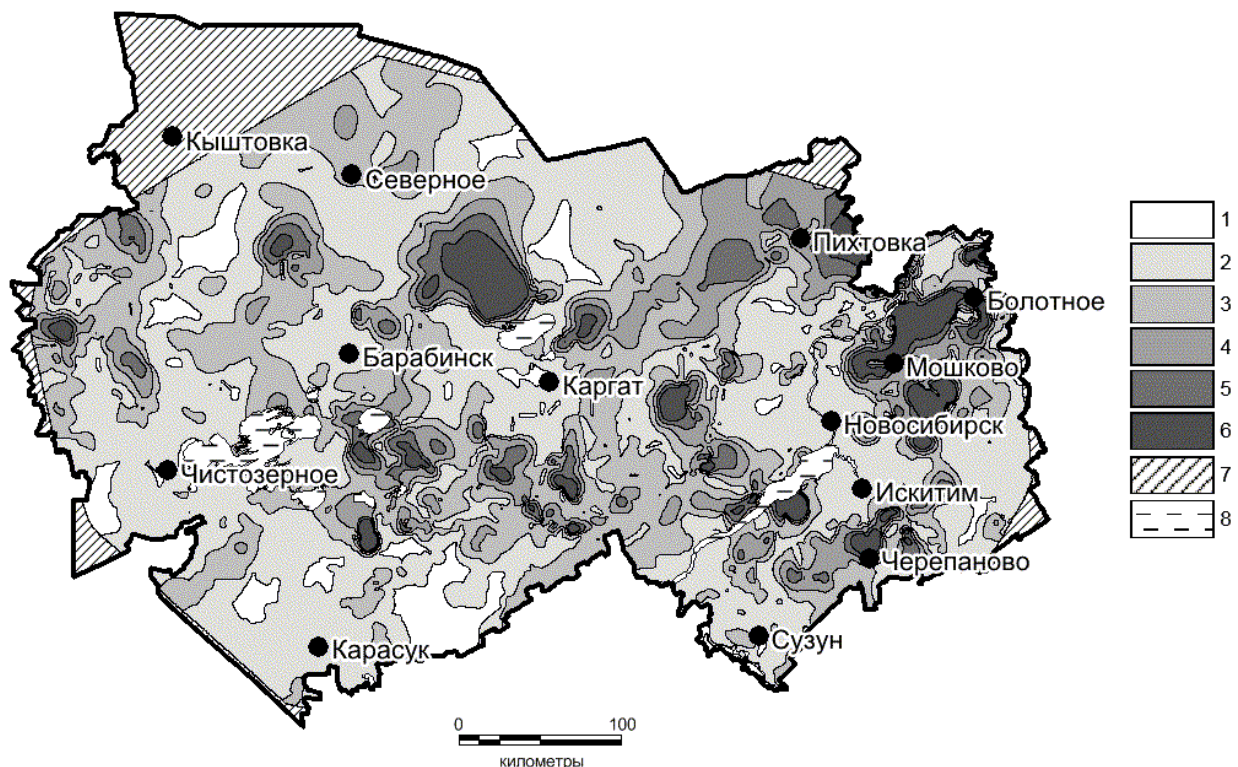 Кыштовка
Северное
Пихтовка
Болотное
Барабинск
Мошково
Каргат
Новосибирск
Чистозерное
Искитим
Черепаново
Сузун
Карасук
1
2
3
4
5
6
7
8
0 100
километры